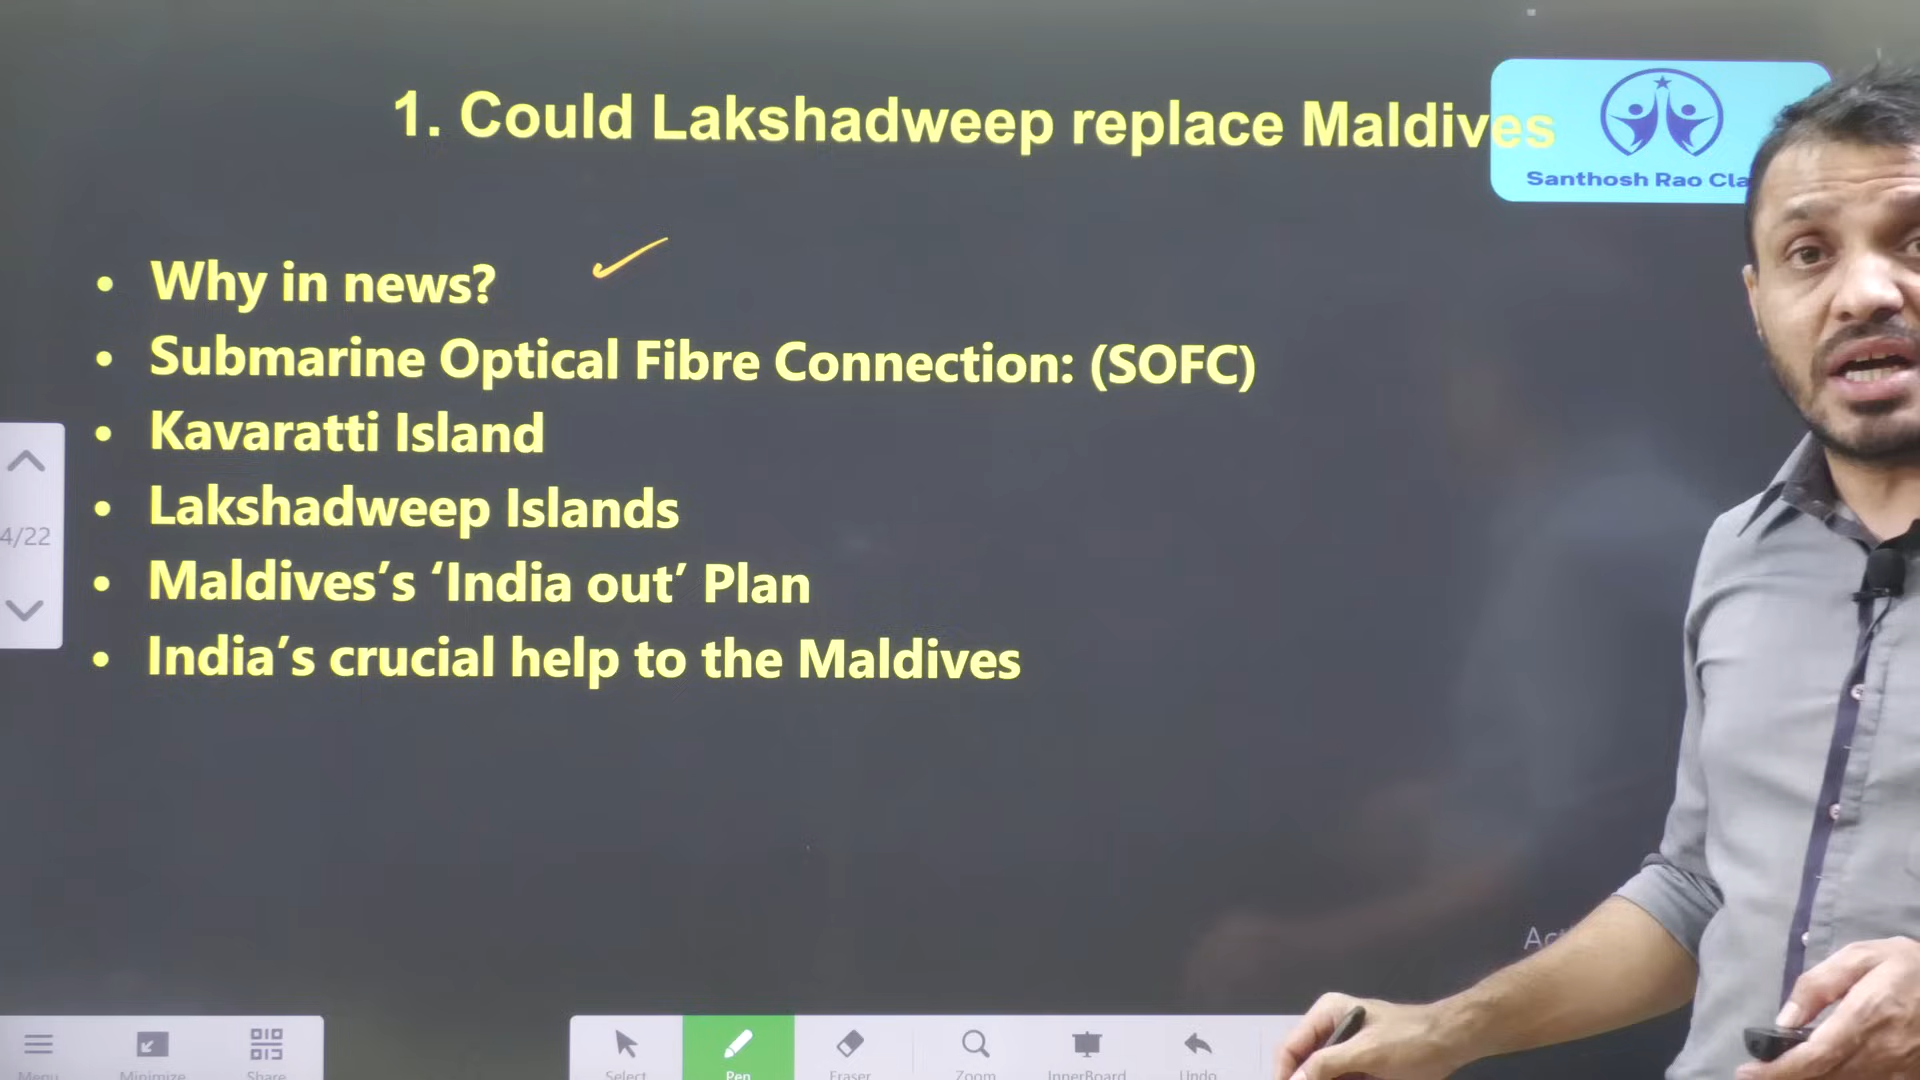 1. Could Lakshadweep replace Maldives
Santhosh Rao Cla
• Why in news?
• Submarine Optical Fibre Connection: (SOFC)
• Kavaratti Island
• Lakshadweep Islands
• Maldives’s ‘India out’ Plan
• India’s crucial help to the Maldives
4/22
Menu
Minimize
Share
Select
Pen
Eraser
Zoom
InnerBoard
Undo